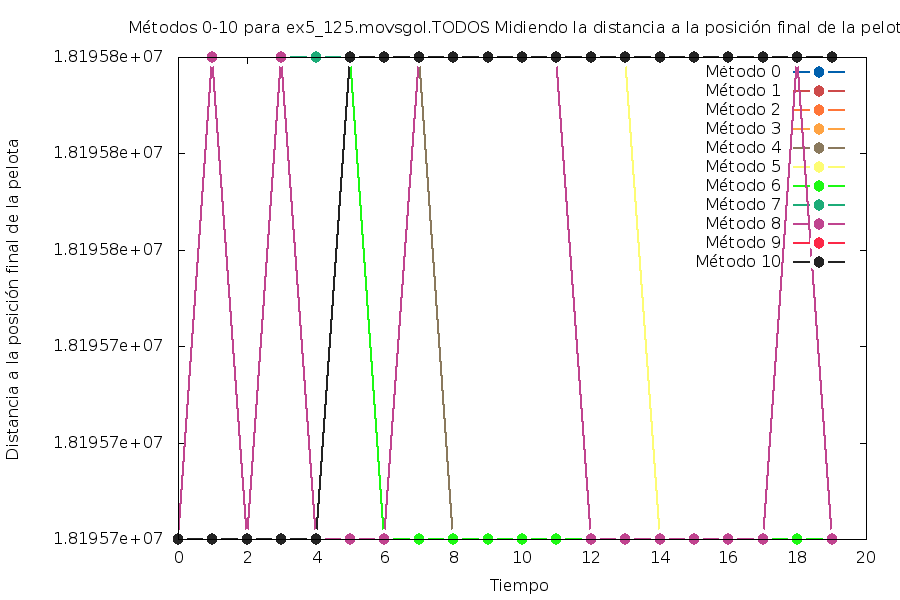 Métodos 0-10 para ex5_125.movsgol.TODOS Midiendo la distancia a la posición final de la pelot
1.81958e+07
1.81958e+07
1.81958e+07
1.81957e+07
1.81957e+07
1.81957e+07
Distancia a la posición final de la pelota
Método 0
Método 1
Método 2
Método 3
Método 4
Método 5
Método 6
Método 7
Método 8
Método 9
Método 10
0 2 4 6 8 10 12 14 16 18 20
Tiempo